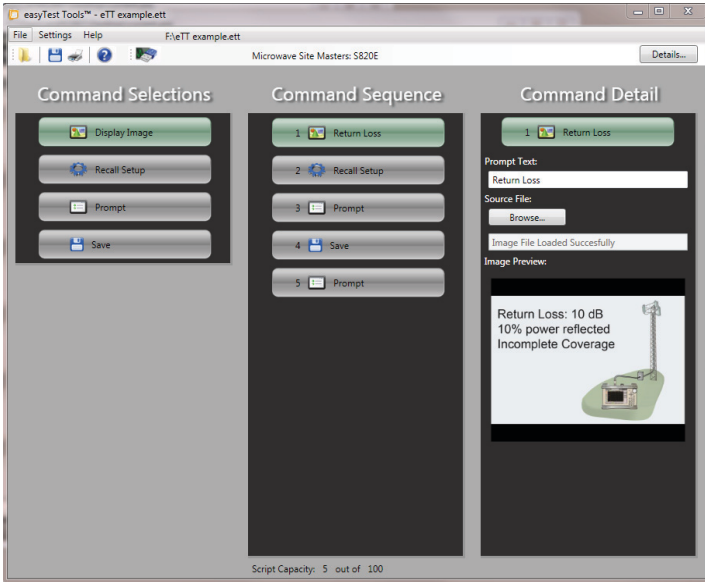 easyTest Tools™ - eTT example.ett
File Settings Help F:\eTT example.ett
Microwave Site Masters: S820E
Details...
Command Selections
Display Image
Recall Setup
Prompt
Save
Command Sequence
1 Return Loss
2 Recall Setup
3 Prompt
4 Save
5 Prompt
Command Detail
1 Return Loss
Prompt Text:
Return Loss
Source File:
Browse...
Image File Loaded Succesfully
Image Preview:
Return Loss: 10 dB
10% power reflected
Incomplete Coverage
Script Capacity: 5 out of 100